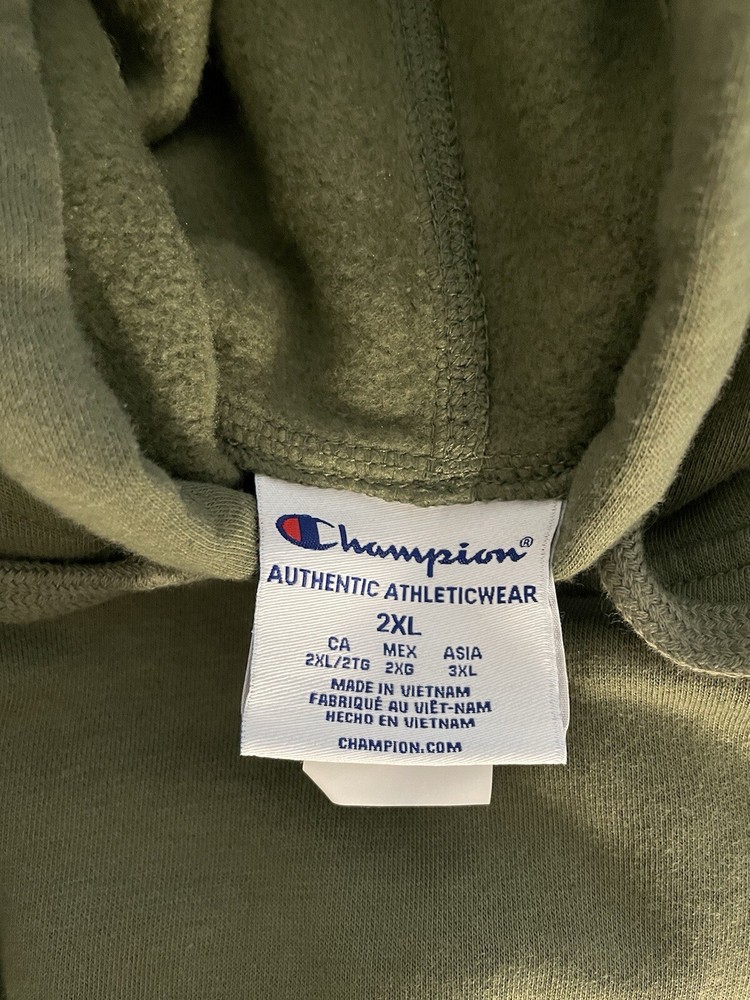 Champion®
AUTHENTIC ATHLETICWEAR
2XL
CA MEX ASIA
2XL/2TG 2XG 3XL
MADE IN VIETNAM
FABRIQUÉ AU VIÊT-NAM
HECHO EN VIETNAM
CHAMPION.COM